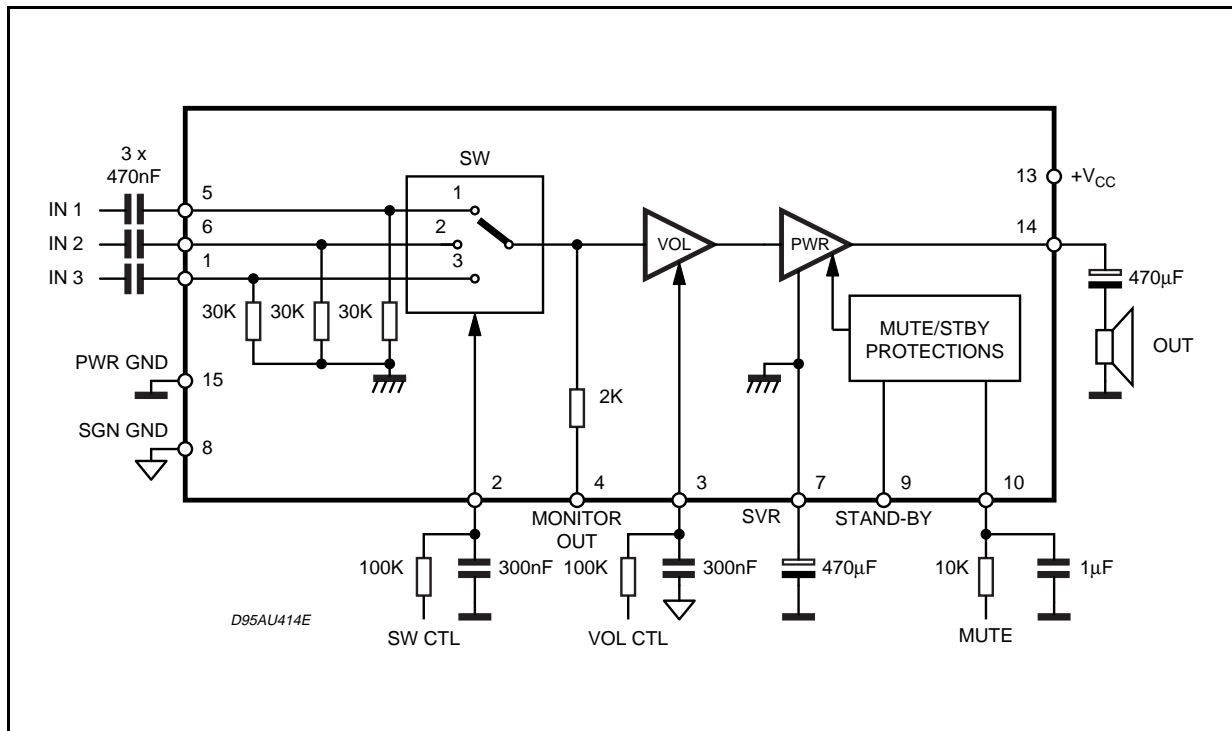 3 x
470nF
SW
13
+VCC
5
1
IN 1
14
6
2
VOL
PWR
IN 2
1
3
IN 3
470µF
30K
30K
30K
MUTE/STBY
PROTECTIONS
OUT
PWR GND
15
2K
SGN GND
8
2
4
3
7
9
10
MONITOR
OUT
SVR
STAND-BY
100K
300nF
100K
300nF
470µF
10K
1µF
D95AU414E
SW CTL
VOL CTL
MUTE